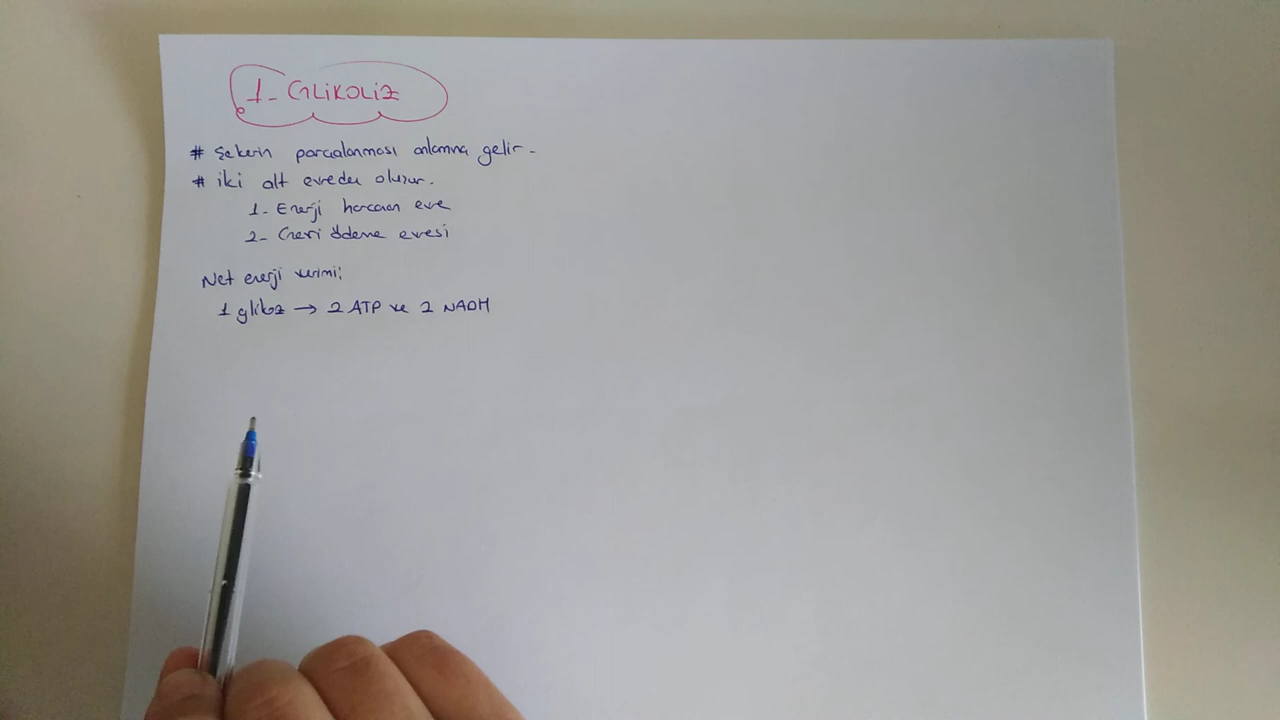 1- GLİKOLİZ
# Şekerin parçalanması anlamına gelir.
# iki alt evreden oluşur.
1- Enerji harcanan evre
2- Geri ödeme evresi
Net enerji verimi:
1 glikoz → 2 ATP ve 2 NADH